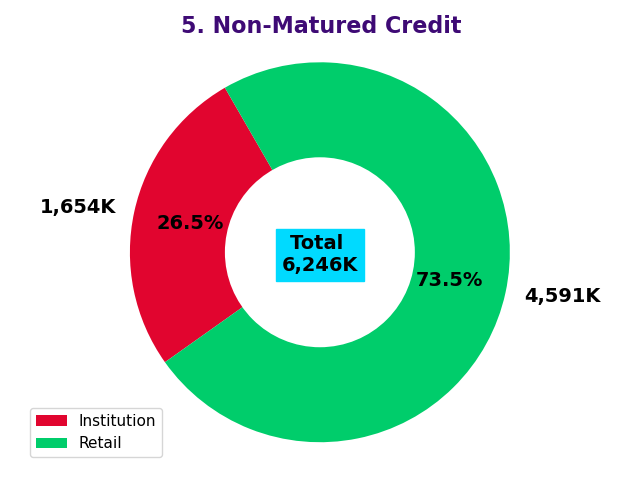 5. Non-Matured Credit
1,654K
26.5%
Total
6,246K
73.5%
4,591K
Institution
Retail